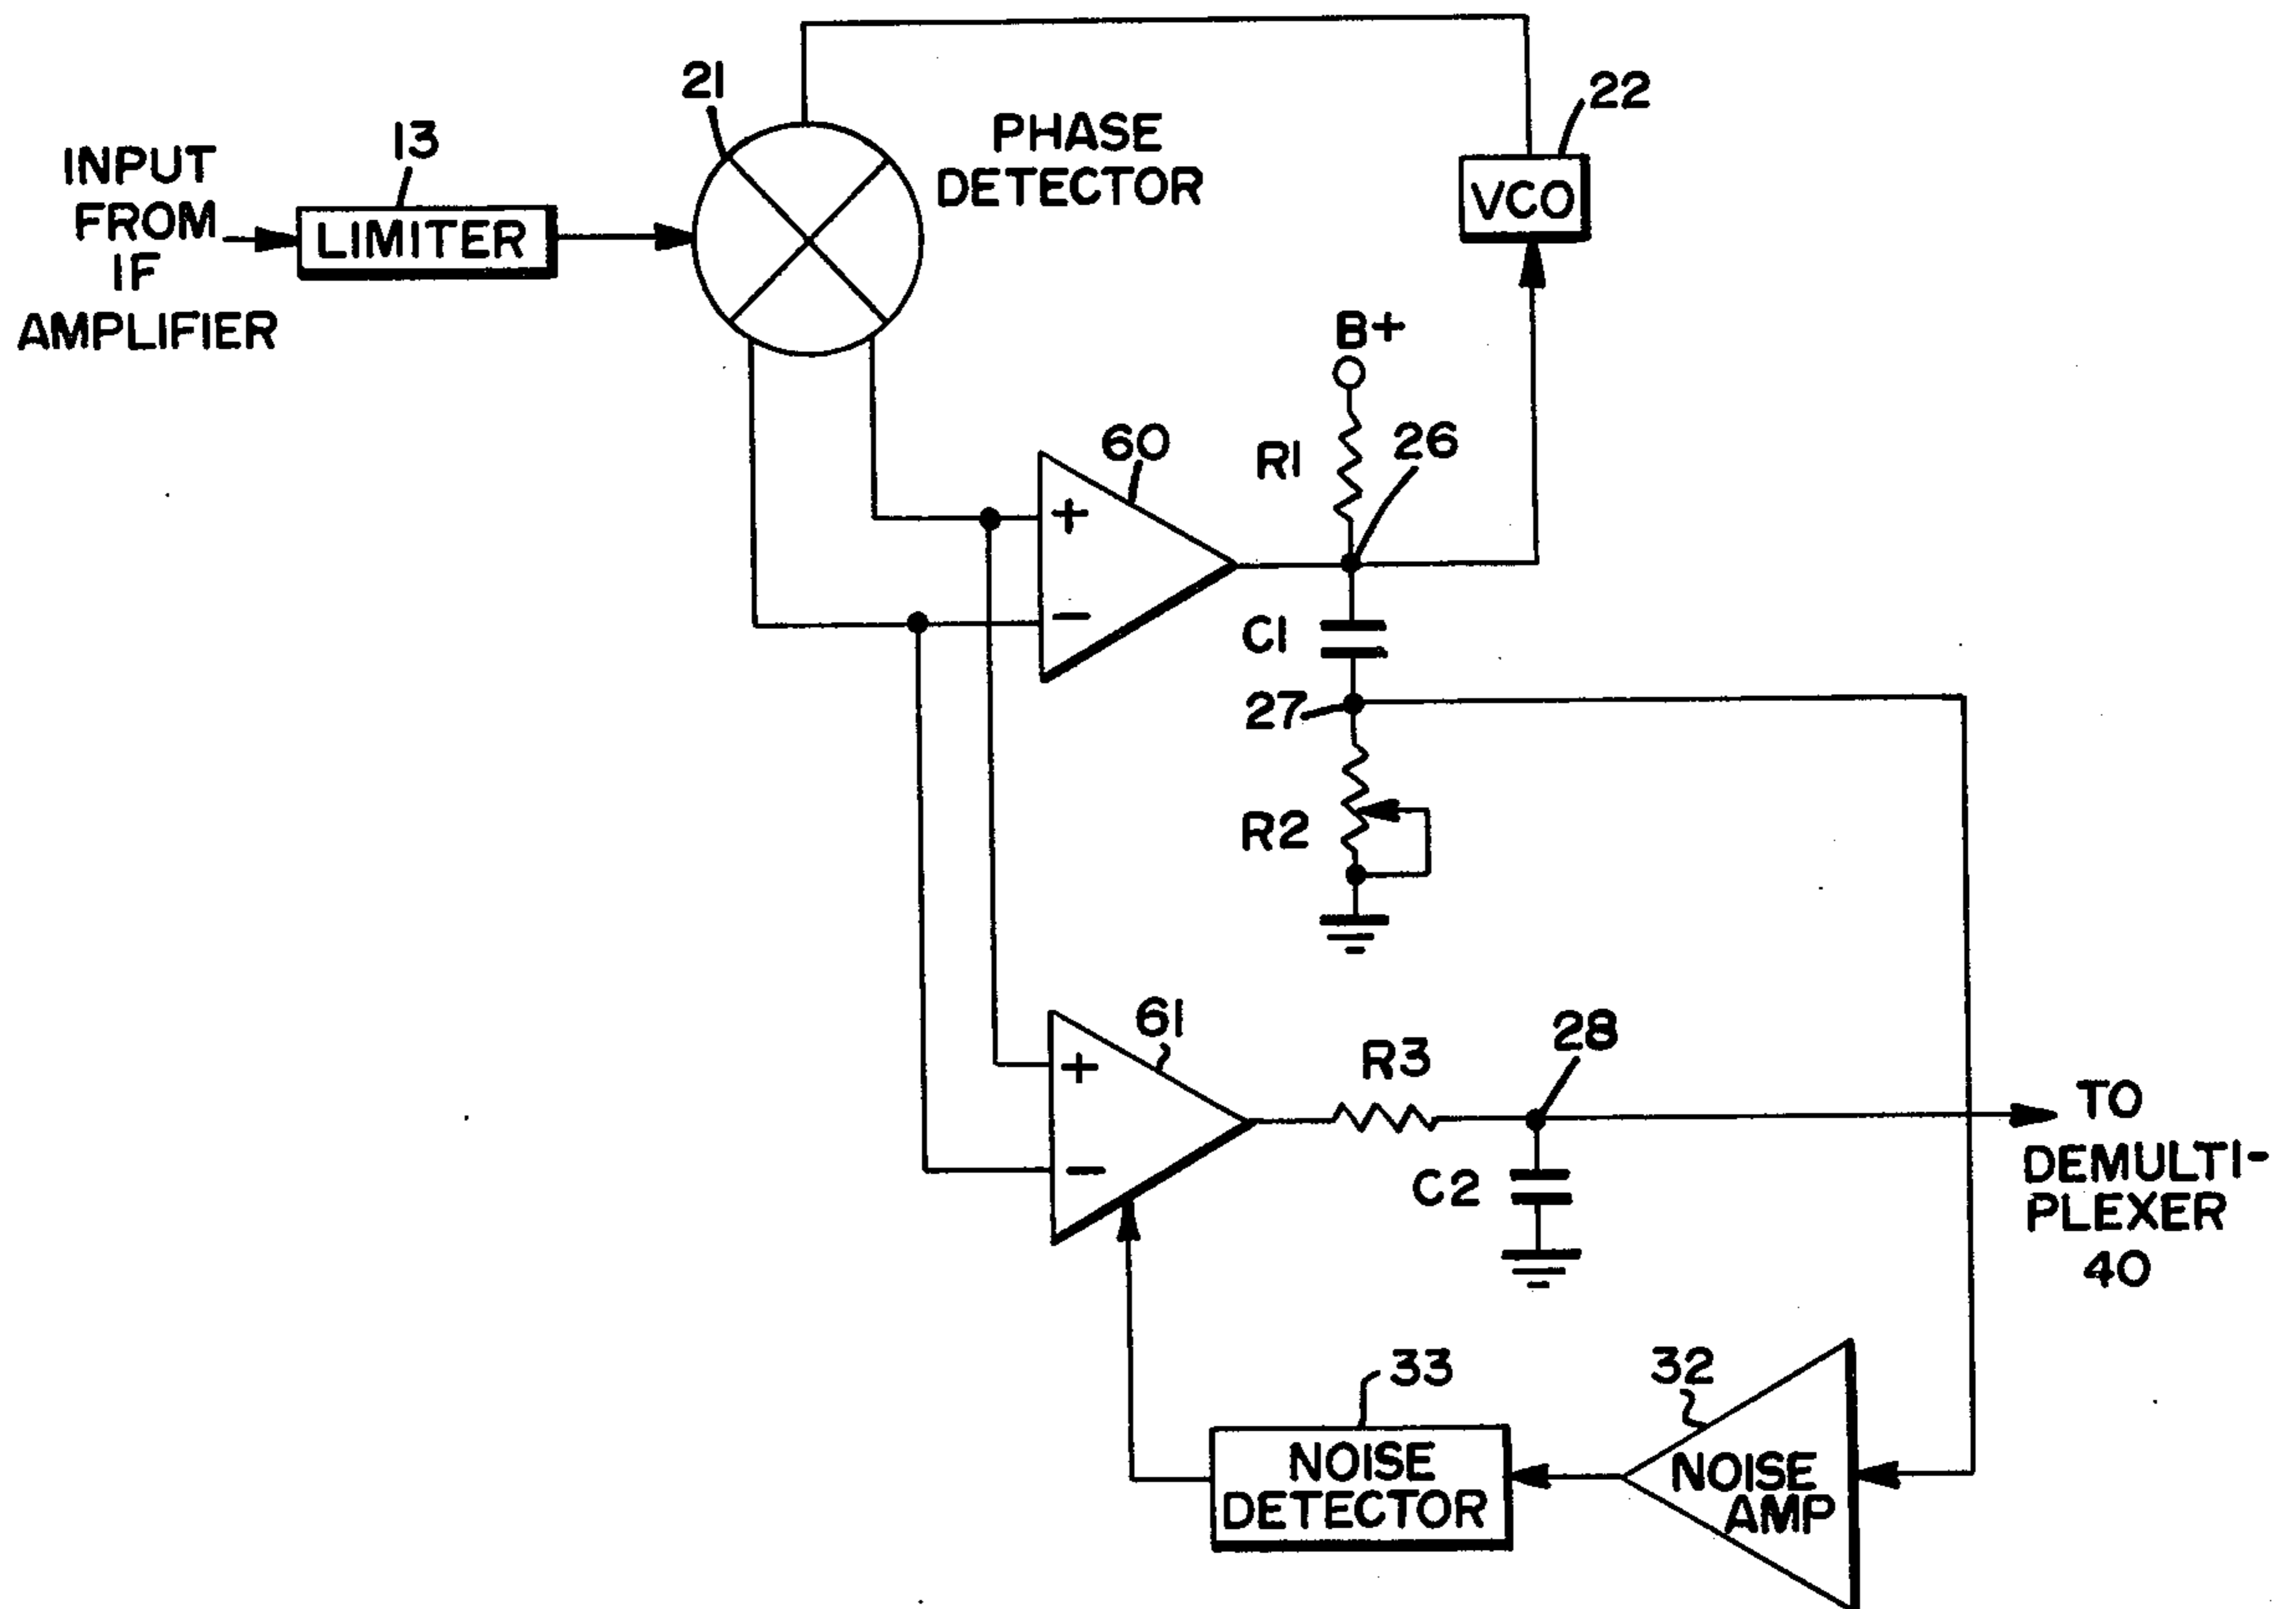 21
PHASE
DETECTOR
22
VCO
13
INPUT
FROM
IF
AMPLIFIER
LIMITER
B+
R1
26
60
+
−
C1
27
R2
61
+
−
R3
28
C2
TO
DEMULTI-
PLEXER
40
33
NOISE
DETECTOR
32
NOISE
AMP